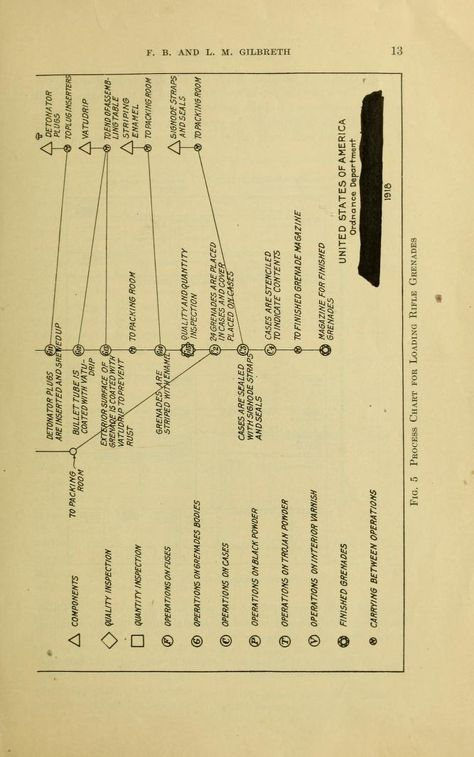 F. B. AND L. M. GILBRETH
13
DETONATOR
PLUGS
TO PLUG INSERTERS
VATUDRIP
TO END OF ASSEMB-
LING TABLE
STRIPING
ENAMEL
TO PACKING ROOM
SIGNODE STRAPS
AND SEALS
TO PACKING ROOM
DETONATOR PLUGS
ARE INSERTED AND SREWED UP
BULLET TUBE IS
COATED WITH VATU-
DRIP
EXTERIOR SURFACE OF
GRENADE IS COATED WITH
VATUDRIP TO PREVENT
RUST
TO PACKING ROOM
GRENADES ARE
STRIPED WITH ENAMEL
QUALITY AND QUANTITY
INSPECTION
24 GRENADES ARE PLACED
IN CASES AND COVER
PLACED ON CASES
CASES ARE SEALED
WITH SIGNODE STRAPS
AND SEALS
CASES ARE STENCILED
TO INDICATE CONTENTS
TO FINISHED GRENADE MAGAZINE
MAGAZINE FOR FINISHED
GRENADES
TO PACKING
ROOM
UNITED STATES OF AMERICA
Ordnance Department
1918
COMPONENTS
QUALITY INSPECTION
QUANTITY INSPECTION
F OPERATIONS ON FUSES
G OPERATIONS ON GRENADES BODIES
C OPERATIONS ON CASES
P OPERATIONS ON BLACK POWDER
T OPERATIONS ON TROJAN POWDER
V OPERATIONS ON INTERIOR VARNISH
FINISHED GRENADES
CARRYING BETWEEN OPERATIONS
FIG. 5 PROCESS CHART FOR LOADING RIFLE GRENADES